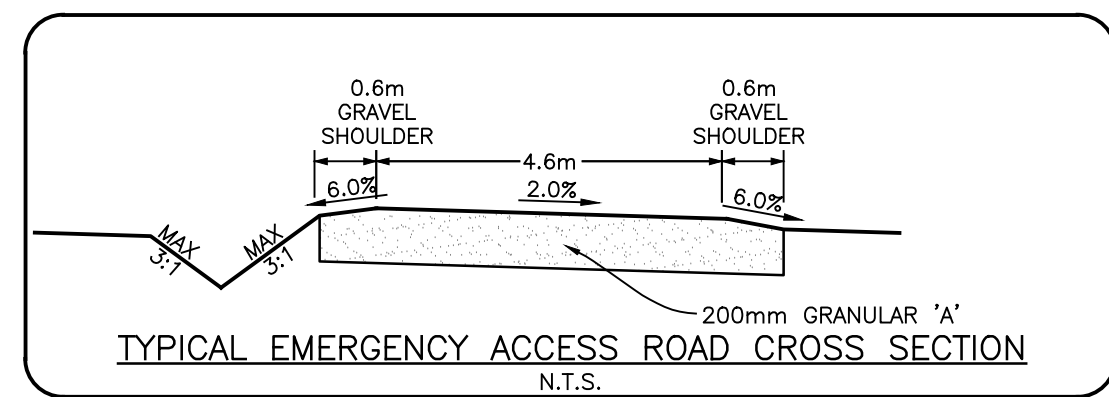 0.6m
GRAVEL
SHOULDER
0.6m
GRAVEL
SHOULDER
4.6m
6.0%
2.0%
6.0%
MAX
3:1
MAX
3:1
200mm GRANULAR 'A'
TYPICAL EMERGENCY ACCESS ROAD CROSS SECTION
N.T.S.